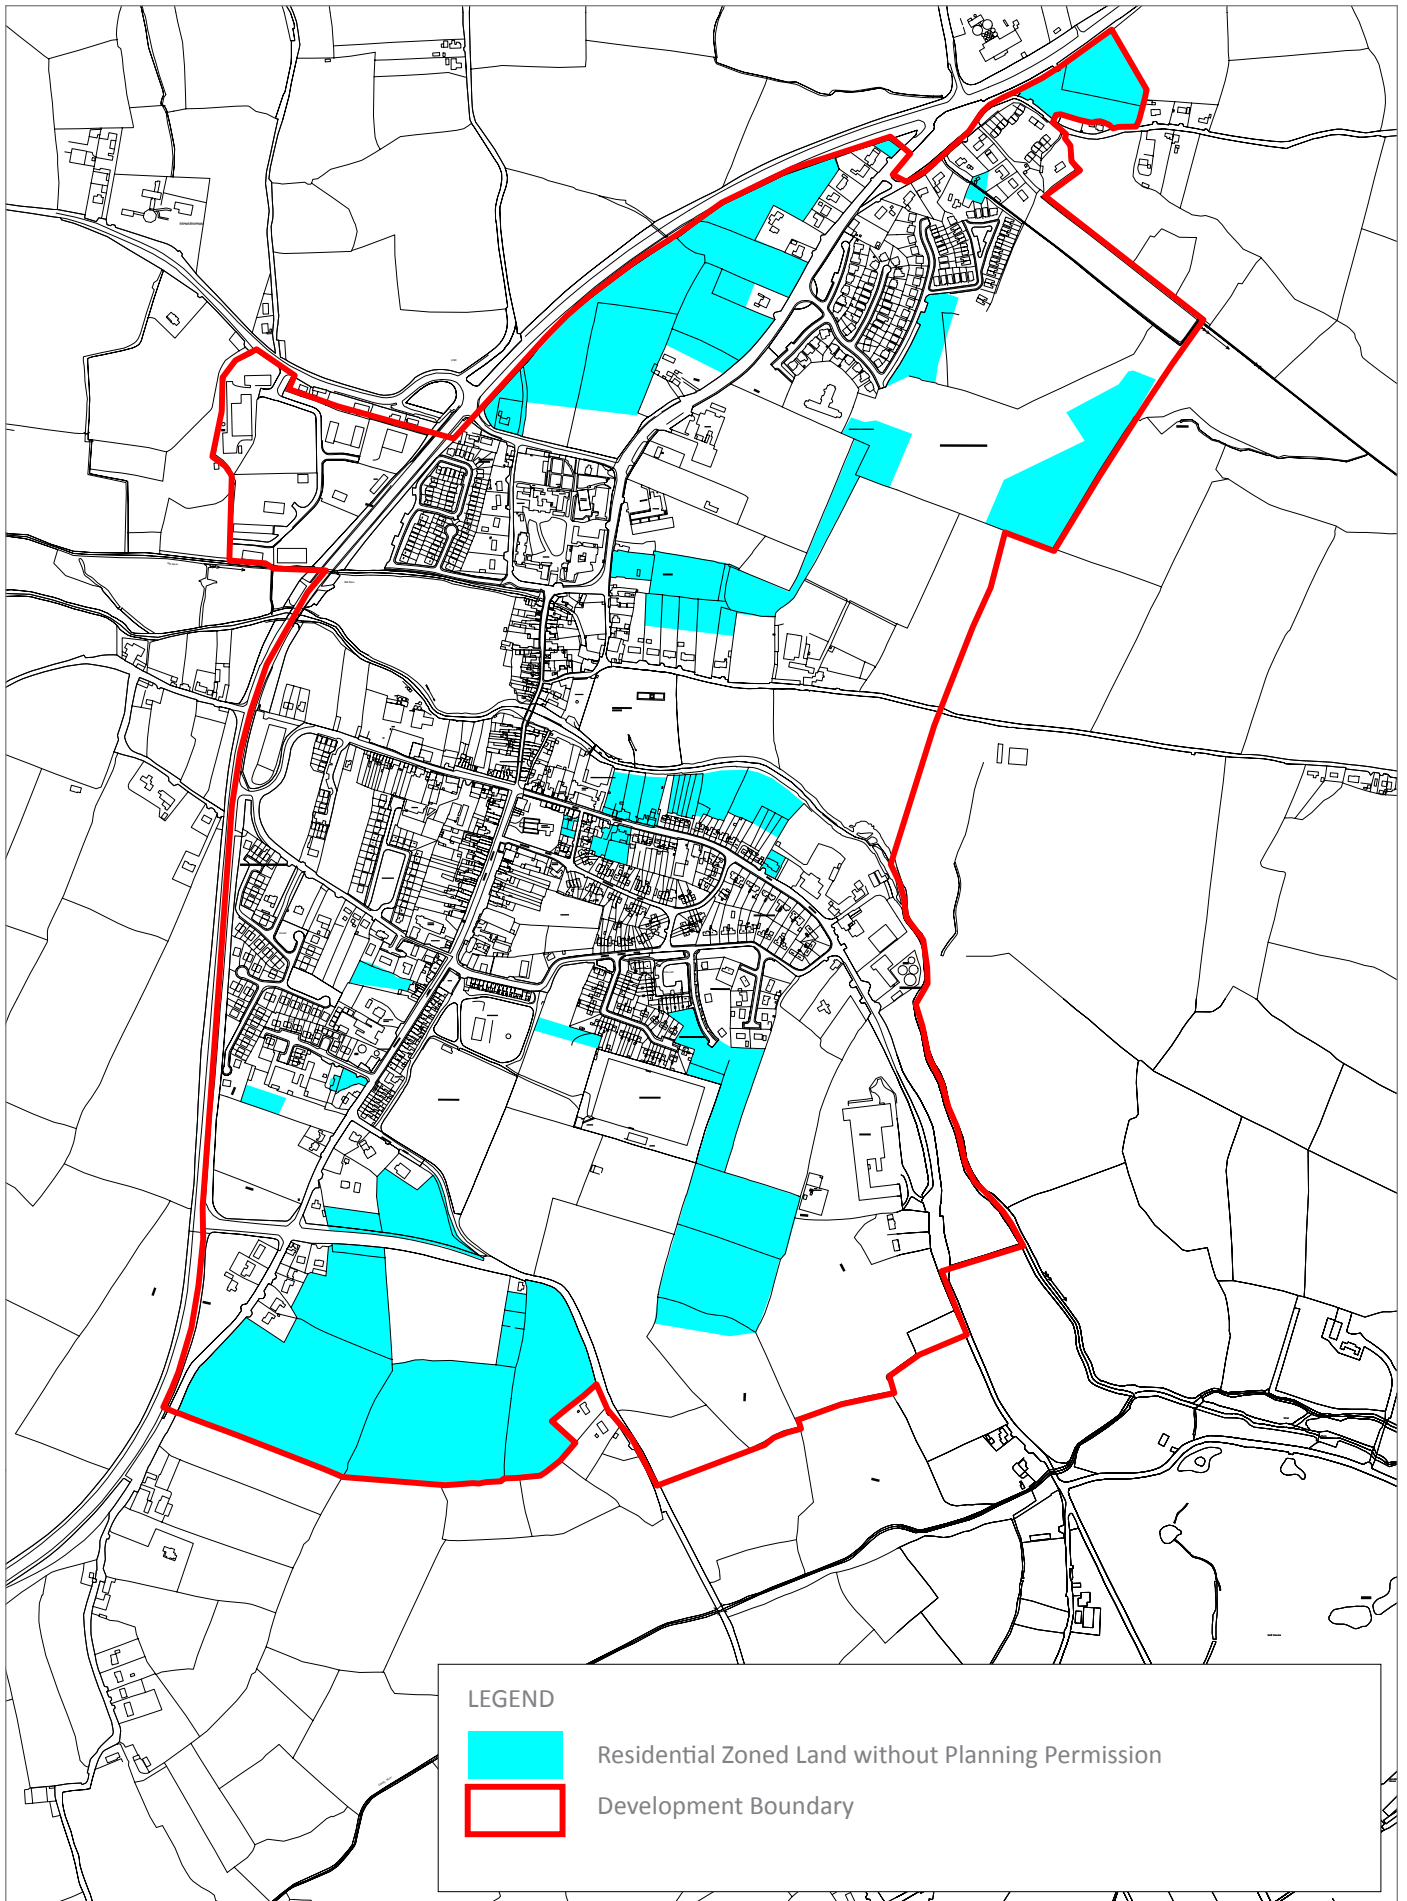 LEGEND
Residential Zoned Land without Planning Permission
Development Boundary